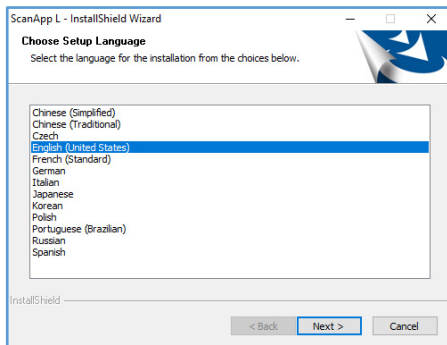 ScanApp L - InstallShield Wizard
Choose Setup Language
Select the language for the installation from the choices below.
Chinese (Simplified)
Chinese (Traditional)
Czech
English (United States)
French (Standard)
German
Italian
Japanese
Korean
Polish
Portuguese (Brazilian)
Russian
Spanish
InstallShield
< Back Next > Cancel